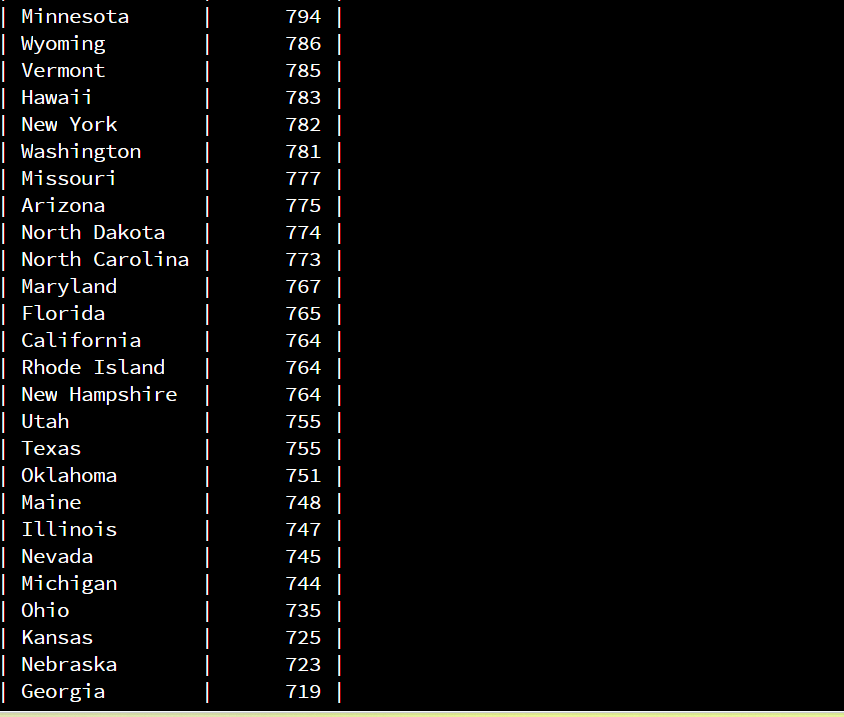 | Minnesota      |      794 |
| Wyoming        |      786 |
| Vermont        |      785 |
| Hawaii         |      783 |
| New York       |      782 |
| Washington     |      781 |
| Missouri       |      777 |
| Arizona        |      775 |
| North Dakota   |      774 |
| North Carolina |      773 |
| Maryland       |      767 |
| Florida        |      765 |
| California     |      764 |
| Rhode Island   |      764 |
| New Hampshire  |      764 |
| Utah           |      755 |
| Texas          |      755 |
| Oklahoma       |      751 |
| Maine          |      748 |
| Illinois       |      747 |
| Nevada         |      745 |
| Michigan       |      744 |
| Ohio           |      735 |
| Kansas         |      725 |
| Nebraska       |      723 |
| Georgia        |      719 |